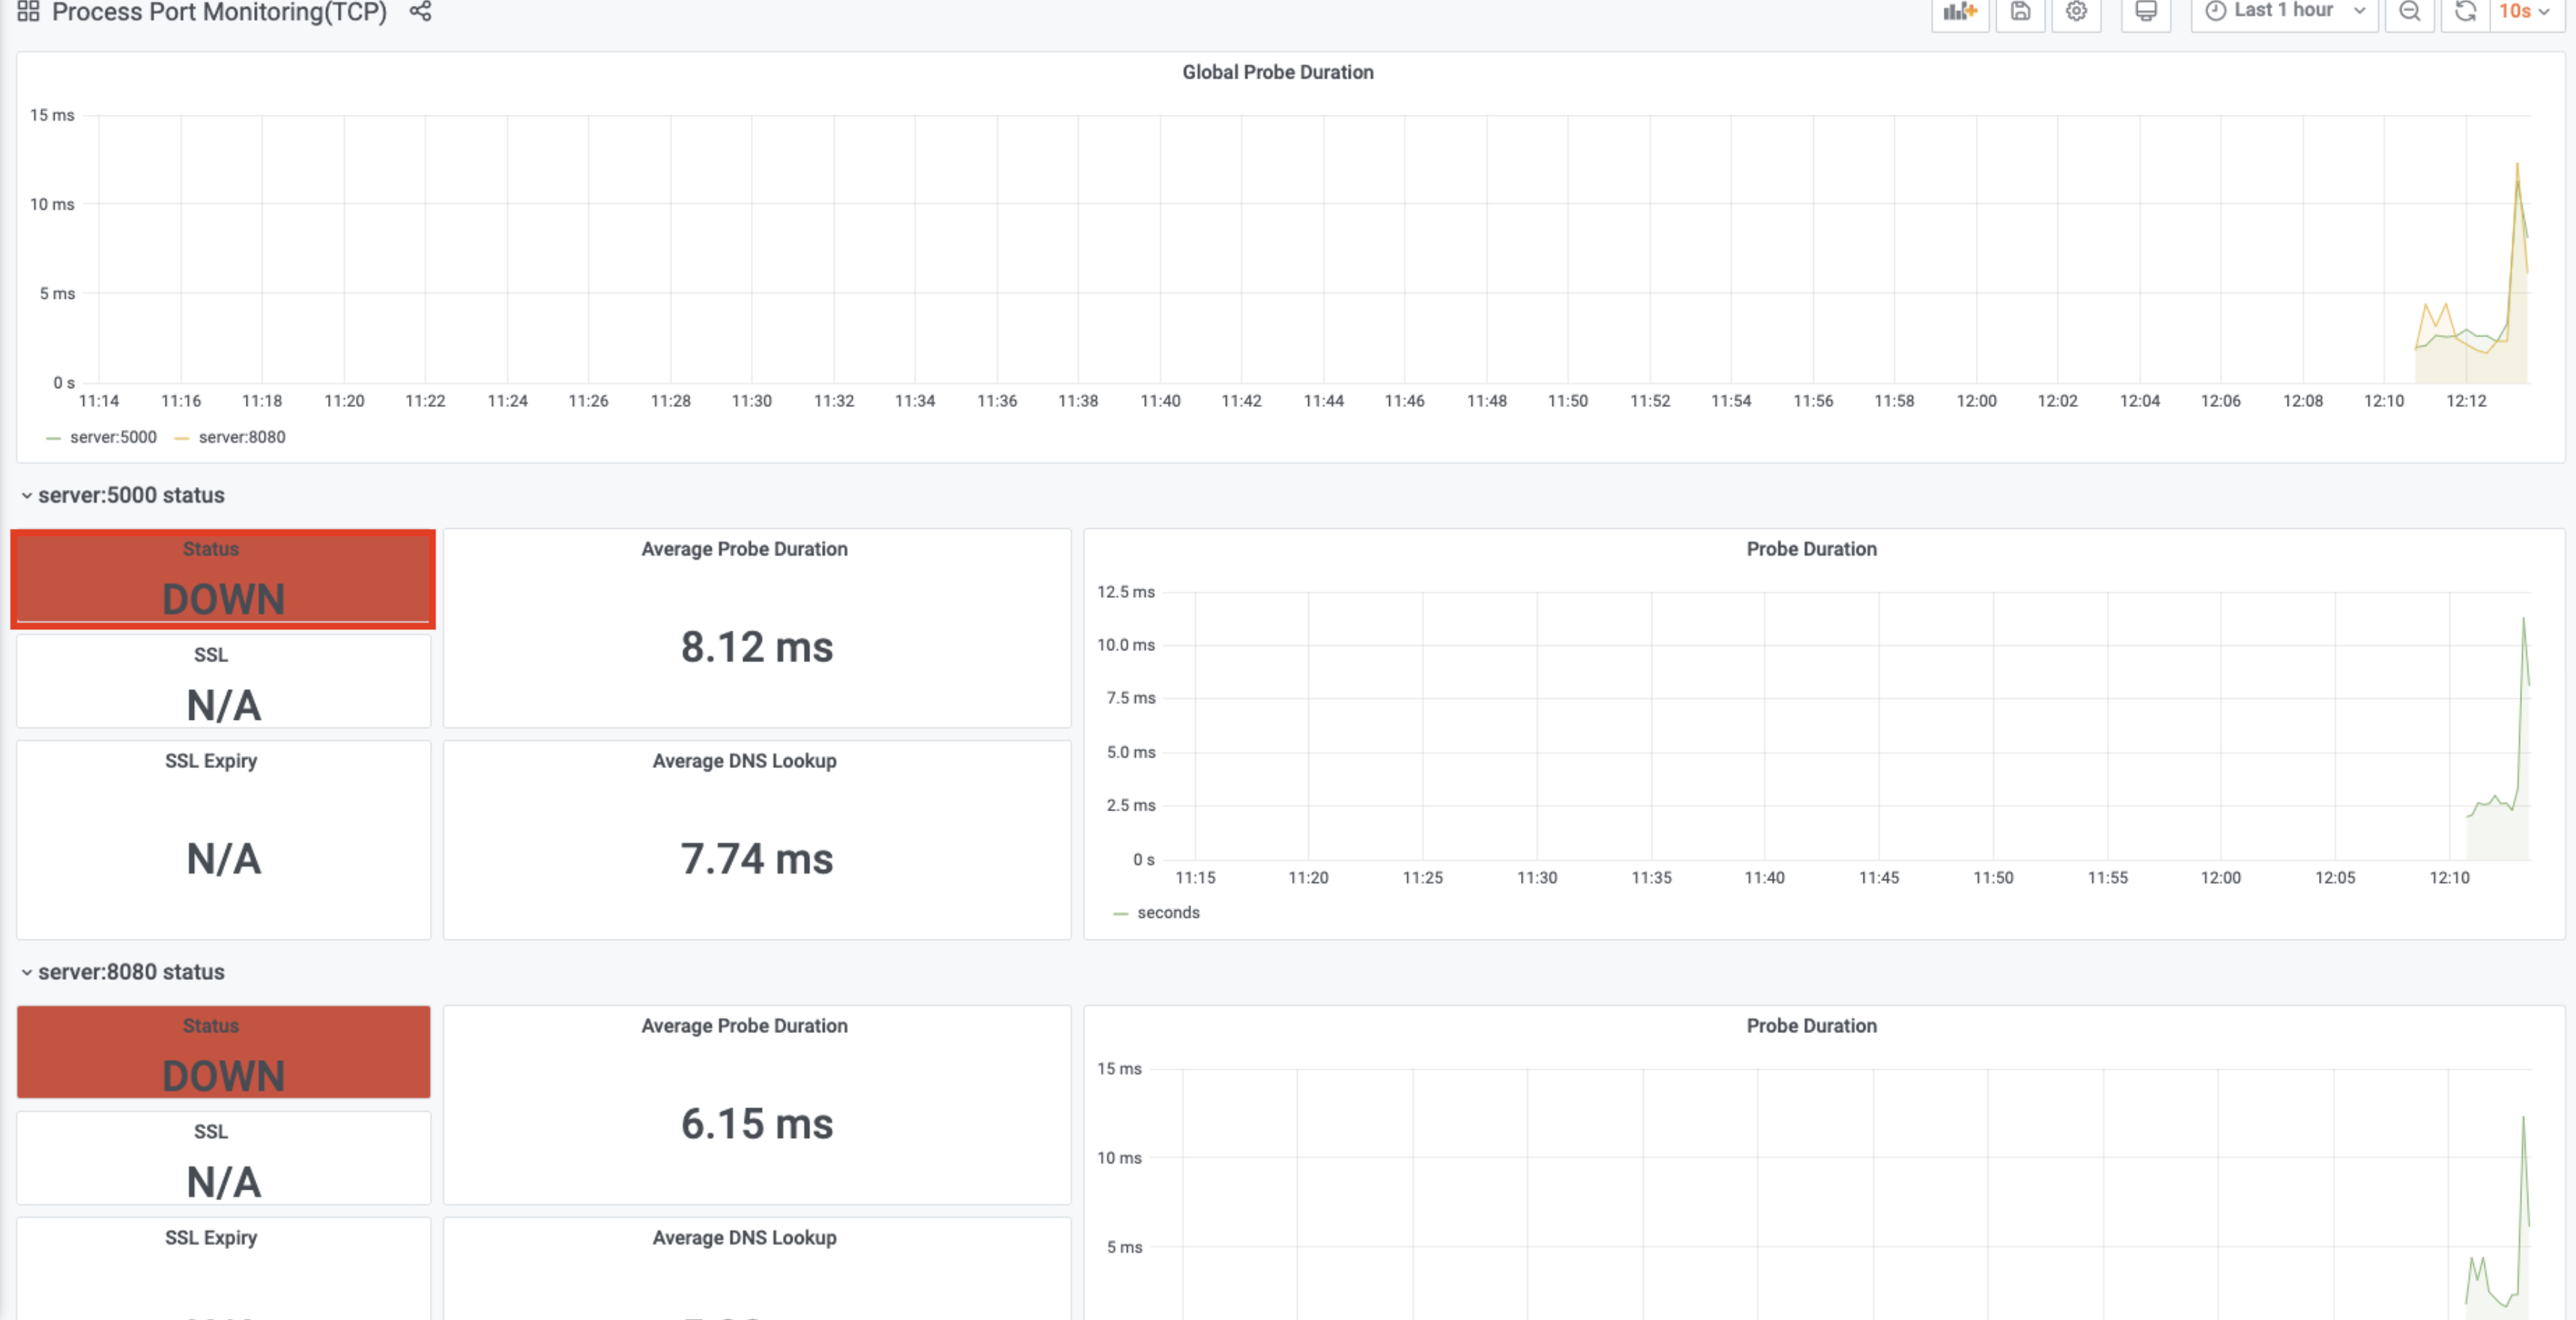 Process Port Monitoring(TCP)
Last 1 hour
10s
Global Probe Duration
15 ms
10 ms
5 ms
0 s
11:14 11:16 11:18 11:20 11:22 11:24 11:26 11:28 11:30 11:32 11:34 11:36 11:38 11:40 11:42 11:44 11:46 11:48 11:50 11:52 11:54 11:56 11:58 12:00 12:02 12:04 12:06 12:08 12:10 12:12
server:5000 server:8080
server:5000 status
Status
DOWN
SSL
N/A
SSL Expiry
N/A
Average Probe Duration
8.12 ms
Average DNS Lookup
7.74 ms
Probe Duration
12.5 ms
10.0 ms
7.5 ms
5.0 ms
2.5 ms
0 s
11:15 11:20 11:25 11:30 11:35 11:40 11:45 11:50 11:55 12:00 12:05 12:10
seconds
server:8080 status
Status
DOWN
SSL
N/A
SSL Expiry
Average Probe Duration
6.15 ms
Average DNS Lookup
Probe Duration
15 ms
10 ms
5 ms